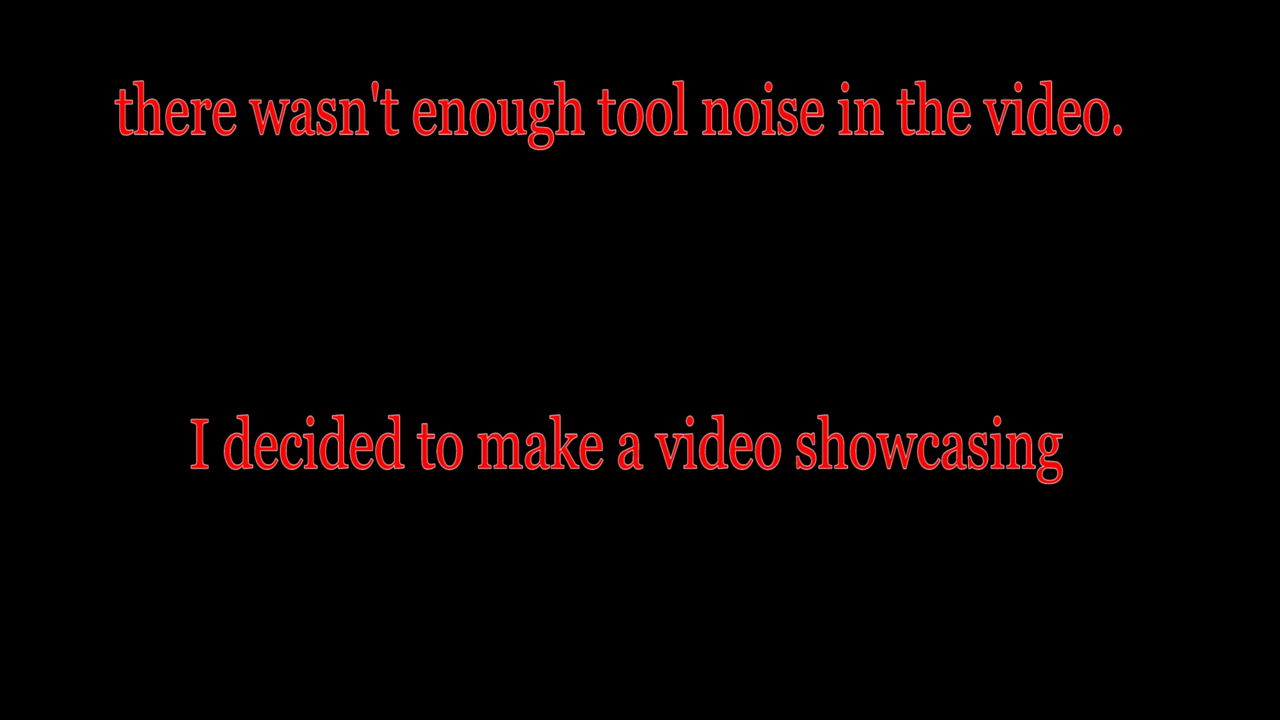 there wasn't enough tool noise in the video.
I decided to make a video showcasing